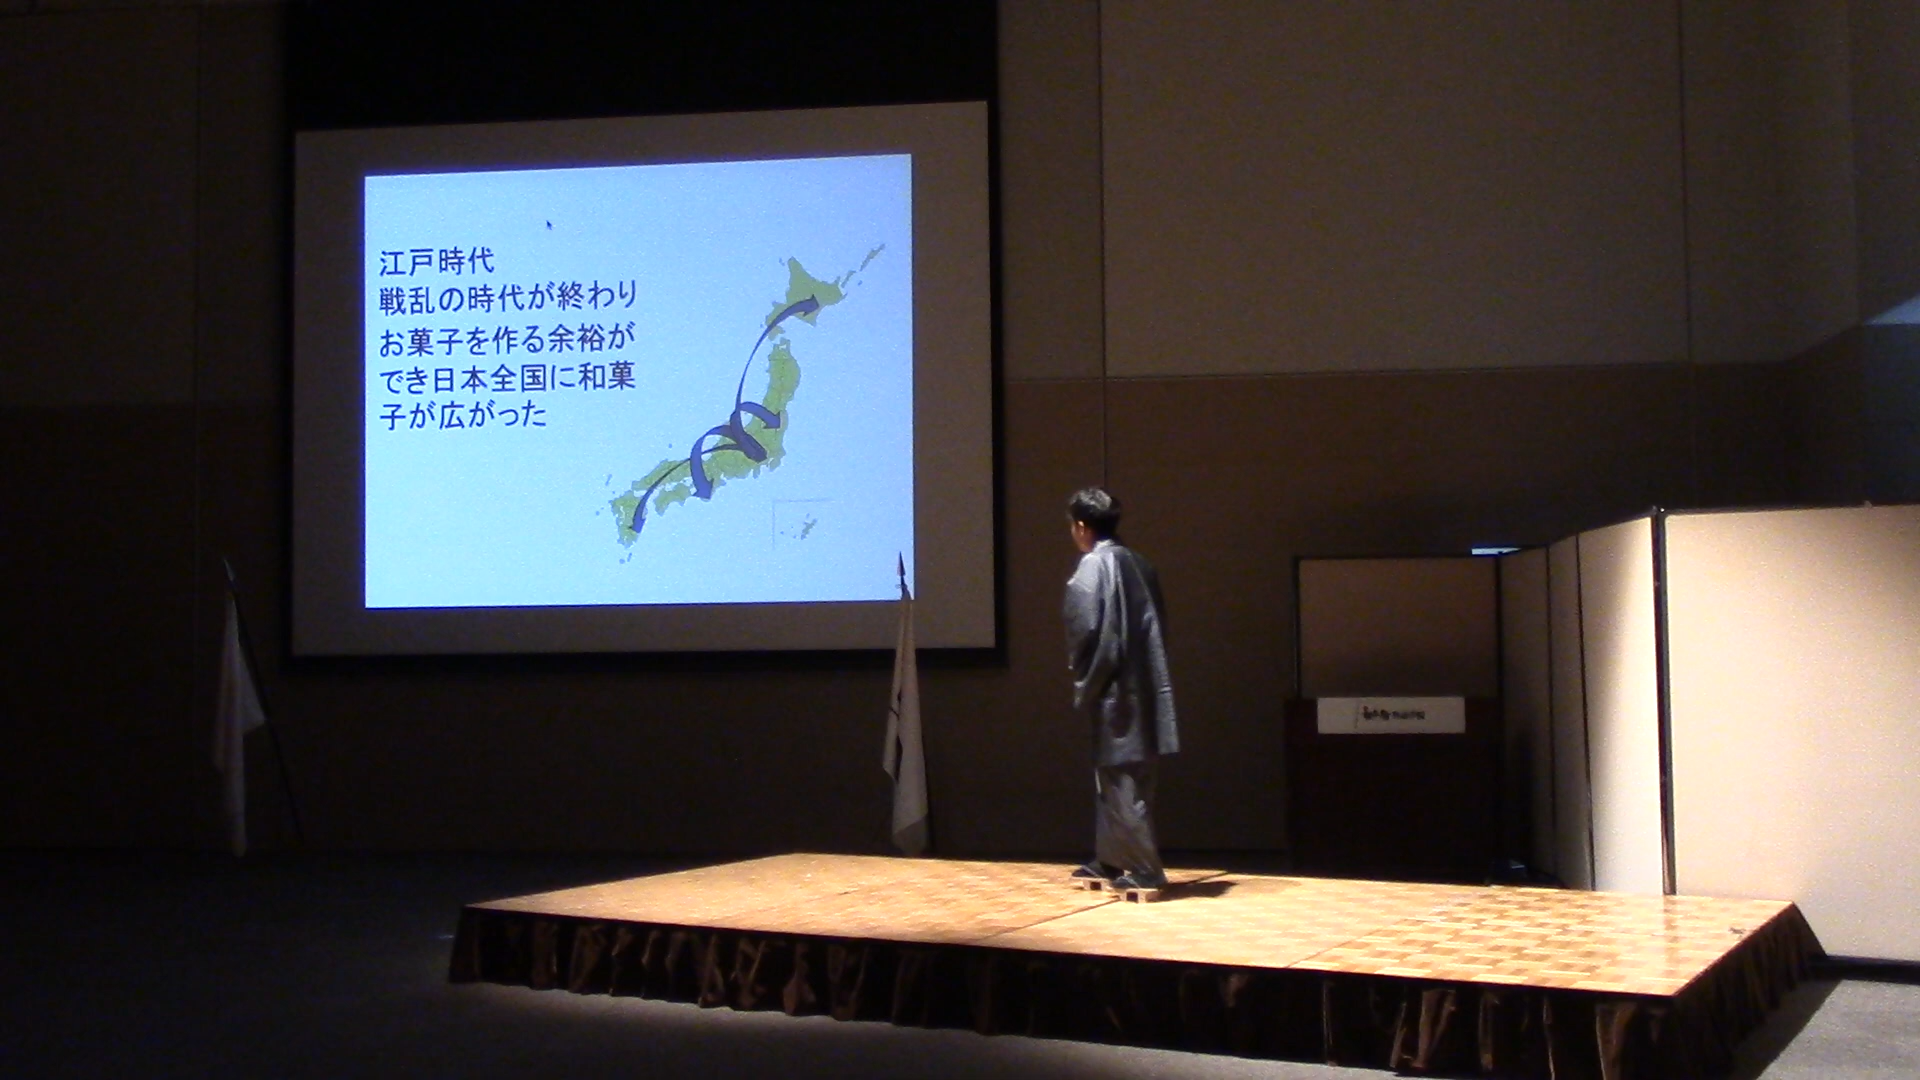 江戸時代
戦乱の時代が終わり
お菓子を作る余裕が
でき日本全国に和菓
子が広がった